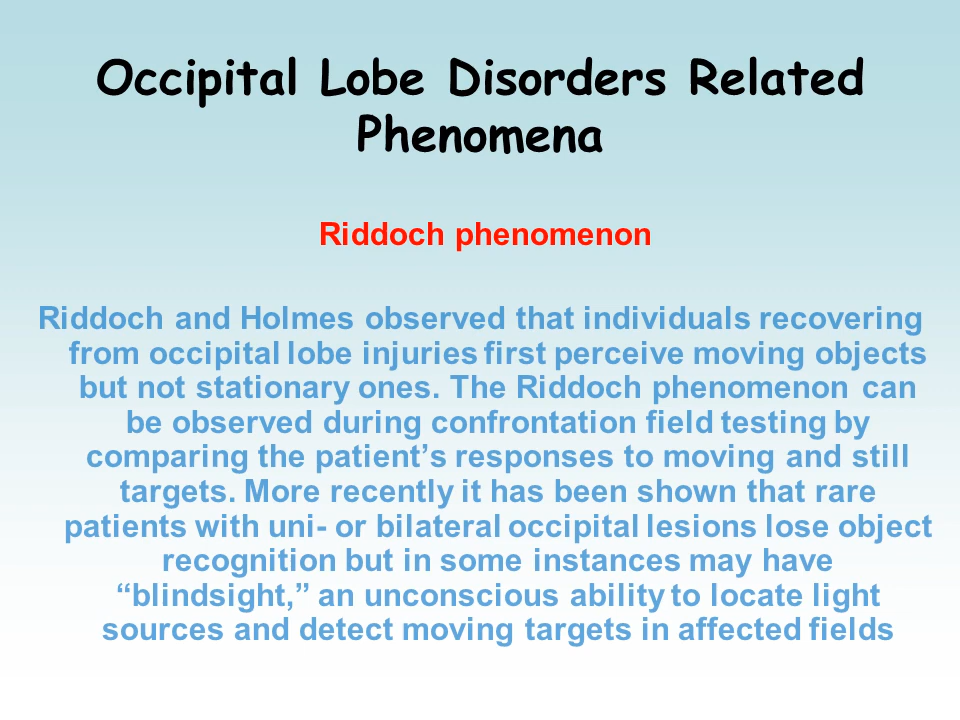 Occipital Lobe Disorders Related
Phenomena
Riddoch phenomenon
Riddoch and Holmes observed that individuals recovering
from occipital lobe injuries first perceive moving objects
but not stationary ones. The Riddoch phenomenon can
be observed during confrontation field testing by
comparing the patient’s responses to moving and still
targets. More recently it has been shown that rare
patients with uni- or bilateral occipital lesions lose object
recognition but in some instances may have
“blindsight,” an unconscious ability to locate light
sources and detect moving targets in affected fields